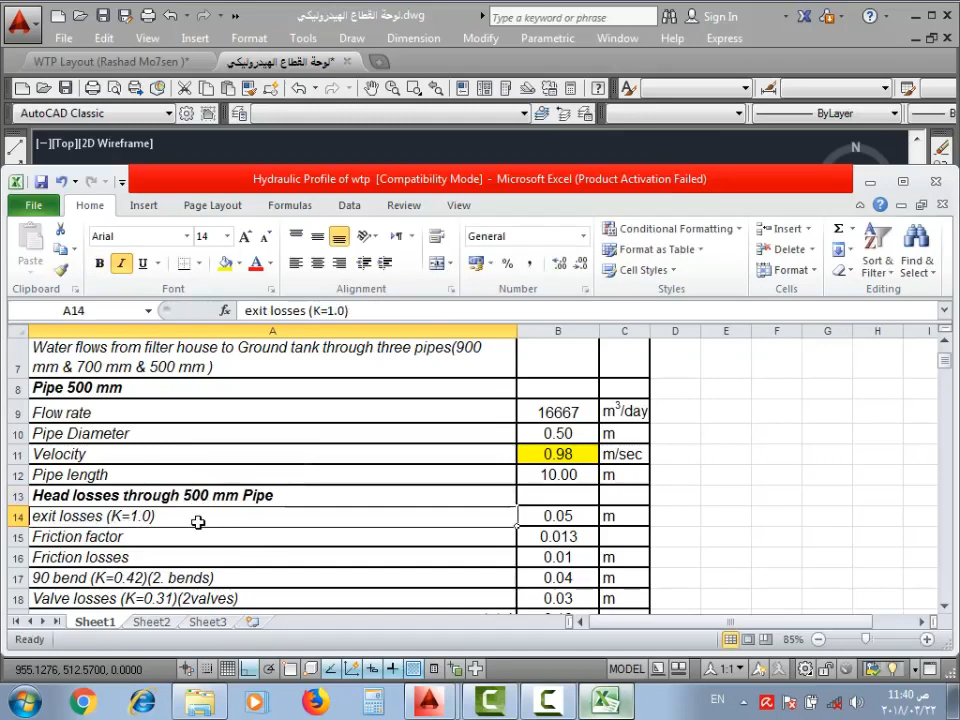 لوحة القطاع الهيدروليكي.dwg
Type a keyword or phrase
Sign In
File Edit View Insert Format Tools Draw Dimension Modify Parametric Window Help Express
WTP Layout (Rashad Mo7sen )*
لوحة القطاع الهيدروليكي*
AutoCAD Classic
ByLayer
[−][Top][2D Wireframe]
N
Hydraulic Profile of wtp [Compatibility Mode] - Microsoft Excel (Product Activation Failed)
File Home Insert Page Layout Formulas Data Review View
Paste
Arial 14
B I U
General
Conditional Formatting
Format as Table
Cell Styles
Insert
Delete
Format
Sort & Filter
Find & Select
Clipboard Font Alignment Number Styles Cells Editing
A14 fx exit losses (K=1.0)
A B C D E F G H I
7 Water flows from filter house to Ground tank through three pipes(900 mm & 700 mm & 500 mm )
8 Pipe 500 mm
9 Flow rate 16667 m3/day
10 Pipe Diameter 0.50 m
11 Velocity 0.98 m/sec
12 Pipe length 10.00 m
13 Head losses through 500 mm Pipe
14 exit losses (K=1.0) 0.05 m
15 Friction factor 0.013
16 Friction losses 0.01 m
17 90 bend (K=0.42)(2. bends) 0.04 m
18 Valve losses (K=0.31)(2valves) 0.03 m
Sheet1 Sheet2 Sheet3
Ready 85%
955.1276, 512.5700, 0.0000 MODEL 1:1
EN
11:40 ص
٢٠١٨/٠٣/٢٢